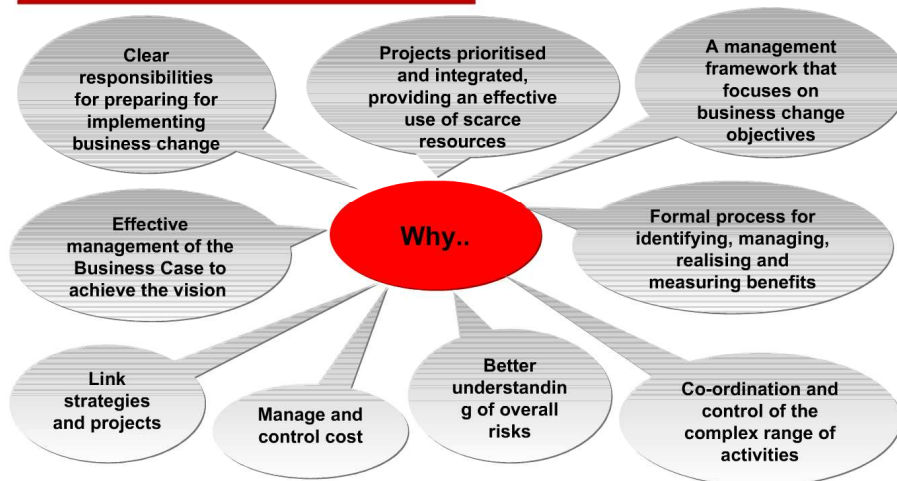 Clear
responsibilities
for preparing for
implementing
business change
Projects prioritised
and integrated,
providing an effective
use of scarce
resources
A management
framework that
focuses on
business change
objectives
Effective
management of the
Business Case to
achieve the vision
Why..
Formal process for
identifying, managing,
realising and
measuring benefits
Link
strategies
and projects
Manage and
control cost
Better
understandin
g of overall
risks
Co-ordination and
control of the
complex range of
activities